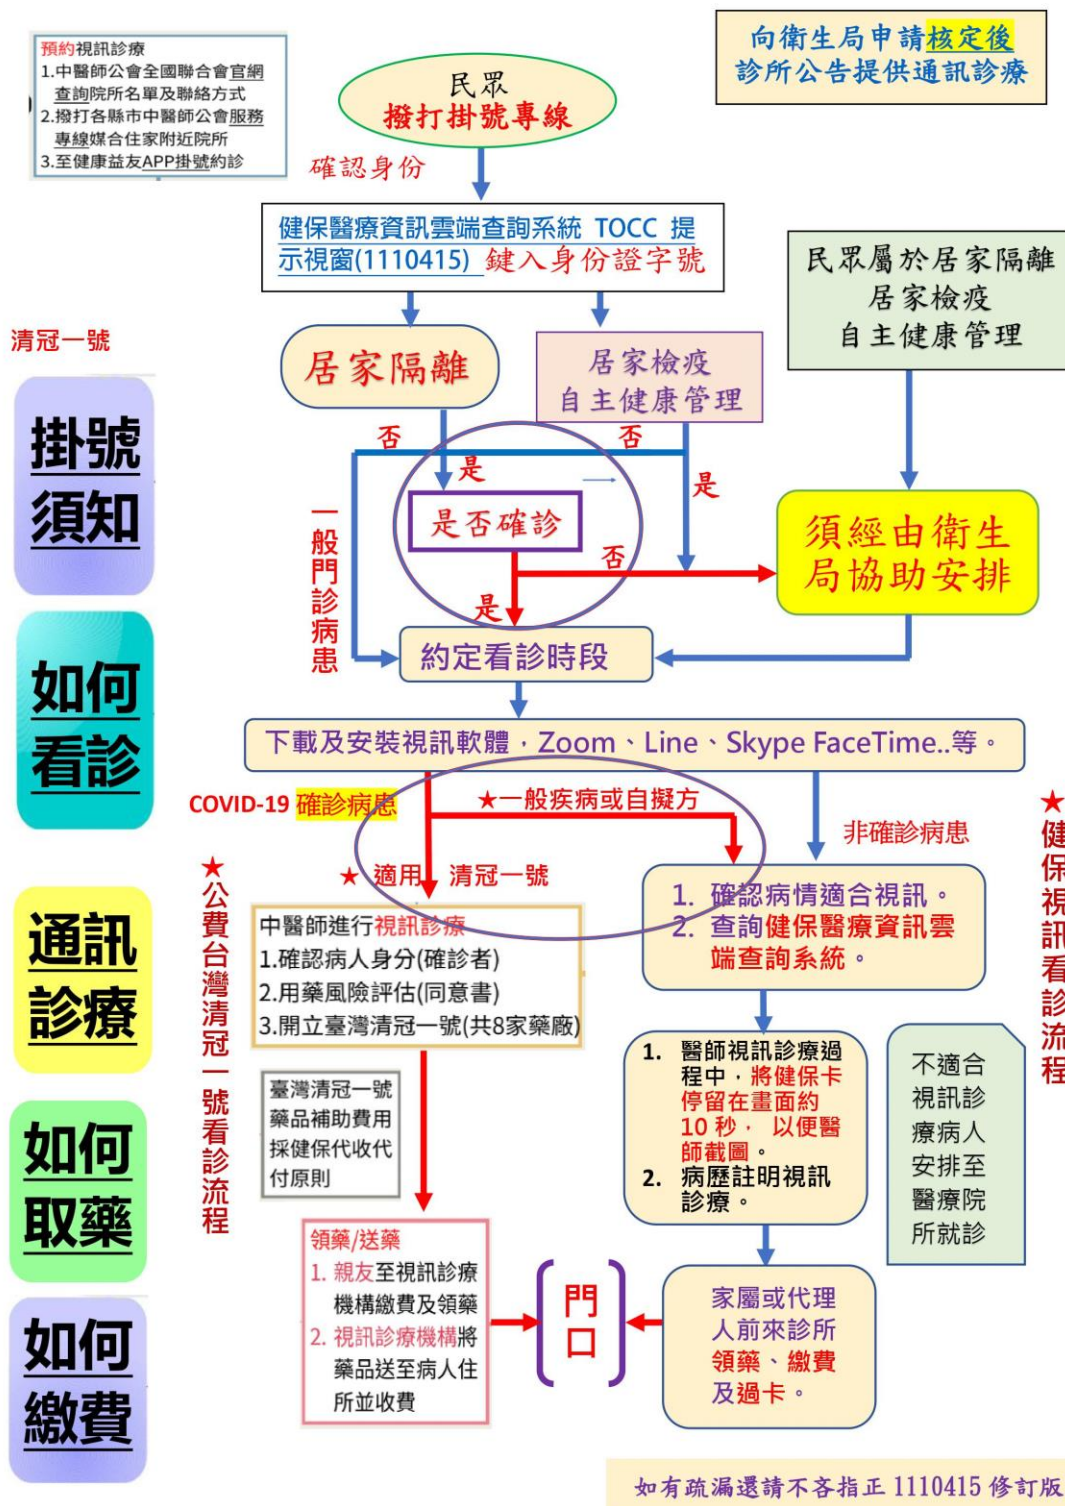 預約視訊診療
1.中醫師公會全國聯合會官網
查詢院所名單及聯絡方式
2.撥打各縣市中醫師公會服務
專線媒合住家附近院所
3.至健康益友APP掛號約診
民眾
撥打掛號專線
向衛生局申請核定後
診所公告提供通訊診療
確認身份
健保醫療資訊雲端查詢系統 TOCC 提
示視窗(1110415) 鍵入身份證字號
民眾屬於居家隔離
居家檢疫
自主健康管理
清冠一號
居家隔離
居家檢疫
自主健康管理
掛號
須知
否
否
是
是
一般門診病患
是否確診
否
是
須經由衛生
局協助安排
約定看診時段
如何
看診
下載及安裝視訊軟體，Zoom、Line、Skype FaceTime..等。
COVID-19 確診病患
★一般疾病或自擬方
非確診病患
★健保視訊看診流程
★公費台灣清冠一號看診流程
★ 適用 清冠一號
1. 確認病情適合視訊。
2. 查詢健保醫療資訊雲
端查詢系統。
通訊
診療
中醫師進行視訊診療
1.確認病人身分(確診者)
2.用藥風險評估(同意書)
3.開立臺灣清冠一號(共8家藥廠)
1. 醫師視訊診療過
程中，將健保卡
停留在畫面約
10 秒， 以便醫
師截圖。
2. 病歷註明視訊
診療。
不適合
視訊診
療病人
安排至
醫療院
所就診
臺灣清冠一號
藥品補助費用
採健保代收代
付原則
如何
取藥
領藥/送藥
1. 親友至視訊診療
機構繳費及領藥
2. 視訊診療機構將
藥品送至病人住
所並收費
門
口
家屬或代理
人前來診所
領藥、繳費
及過卡。
如何
繳費
如有疏漏還請不吝指正 1110415 修訂版